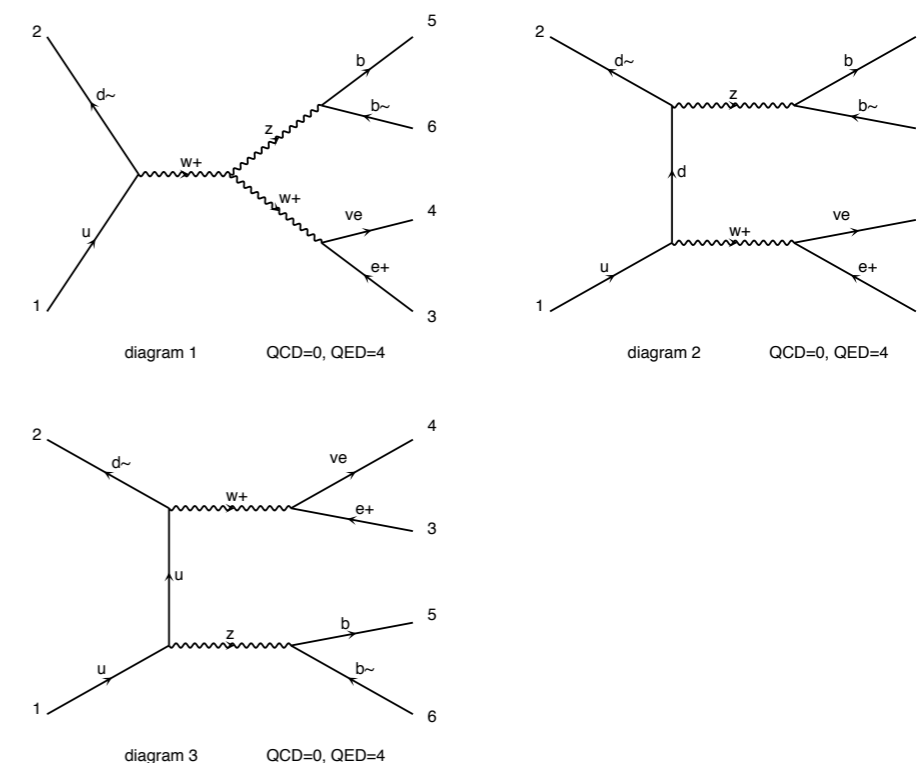 2
d~
u
1
w+
z
w+
b
b~
ve
e+
5
6
4
3
diagram 1 QCD=0, QED=4
2
d~
z
b
b~
d
u
w+
ve
e+
1
diagram 2 QCD=0, QED=4
2
d~
w+
ve
e+
4
3
u
u
z
b
b~
5
6
1
diagram 3 QCD=0, QED=4